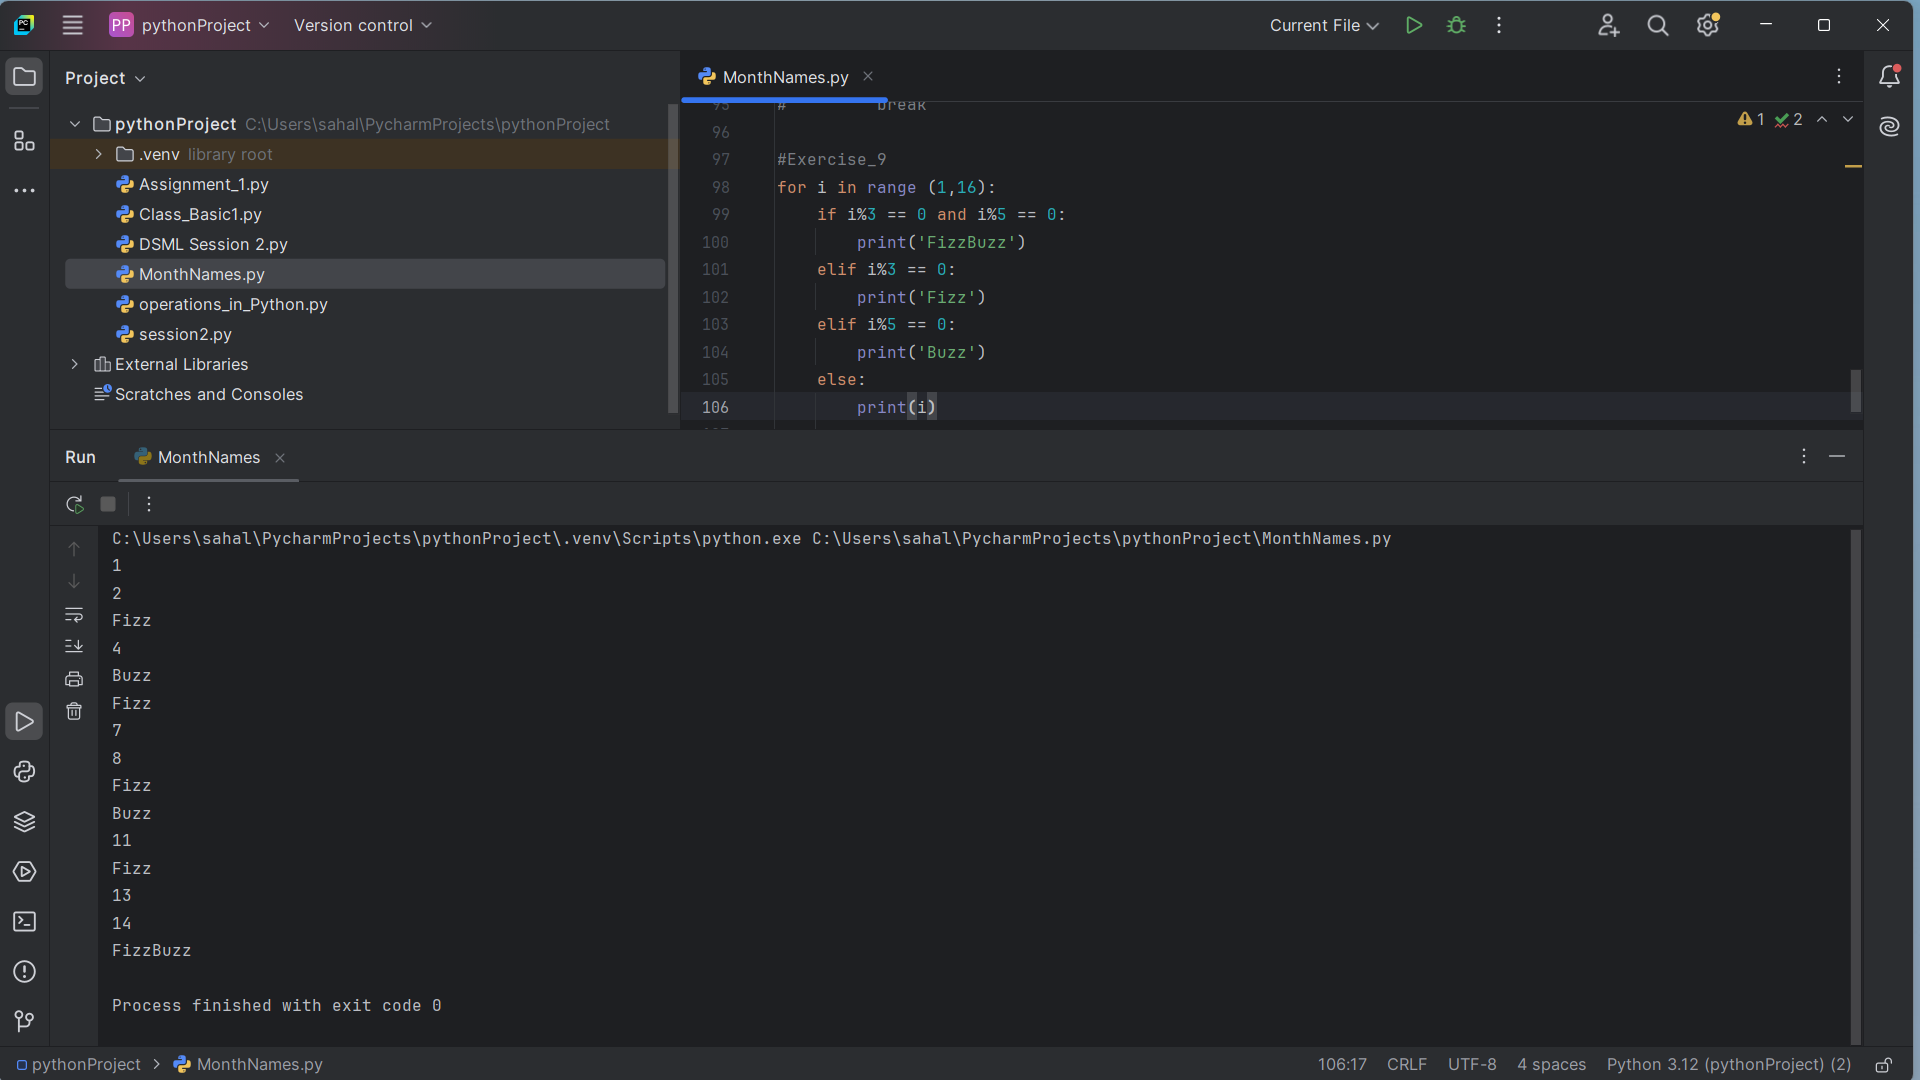 PC
PP pythonProject Version control Current File
Project
pythonProject C:\Users\sahal\PycharmProjects\pythonProject
.venv library root
Assignment_1.py
Class_Basic1.py
DSML Session 2.py
MonthNames.py
operations_in_Python.py
session2.py
External Libraries
Scratches and Consoles
MonthNames.py
1 2
95 # break
96
97 #Exercise_9
98 for i in range (1,16):
99 if i%3 == 0 and i%5 == 0:
100 print('FizzBuzz')
101 elif i%3 == 0:
102 print('Fizz')
103 elif i%5 == 0:
104 print('Buzz')
105 else:
106 print(i)
Run MonthNames
C:\Users\sahal\PycharmProjects\pythonProject\.venv\Scripts\python.exe C:\Users\sahal\PycharmProjects\pythonProject\MonthNames.py
1
2
Fizz
4
Buzz
Fizz
7
8
Fizz
Buzz
11
Fizz
13
14
FizzBuzz
Process finished with exit code 0
pythonProject > MonthNames.py 106:17 CRLF UTF-8 4 spaces Python 3.12 (pythonProject) (2)